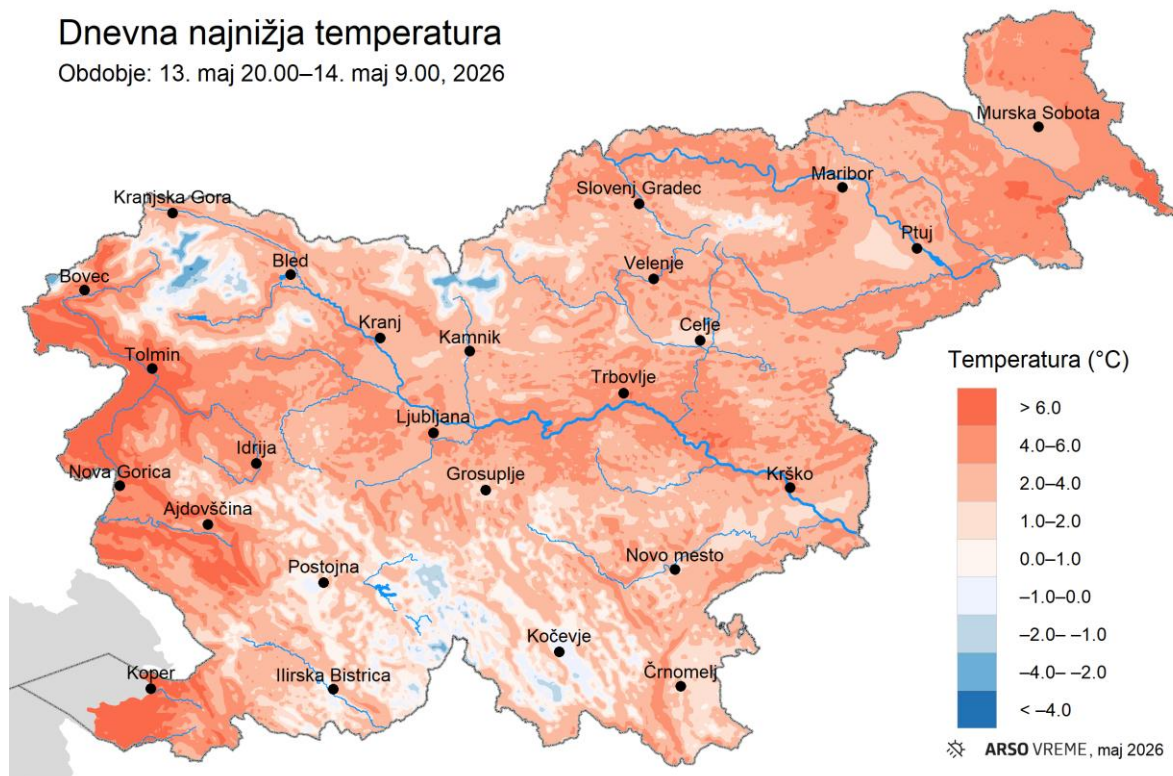 Dnevna najnižja temperatura
Obdobje: 13. maj 20.00–14. maj 9.00, 2026
Murska Sobota
Maribor
Slovenj Gradec
Kranjska Gora
Ptuj
Velenje
Bled
Bovec
Celje
Kranj
Kamnik
Tolmin
Trbovlje
Ljubljana
Idrija
Grosuplje
Nova Gorica
Krško
Ajdovščina
Novo mesto
Postojna
Kočevje
Črnomelj
Koper
Ilirska Bistrica
Temperatura (°C)
> 6.0
4.0–6.0
2.0–4.0
1.0–2.0
0.0–1.0
–1.0–0.0
–2.0– –1.0
–4.0– –2.0
< –4.0
ARSO VREME, maj 2026